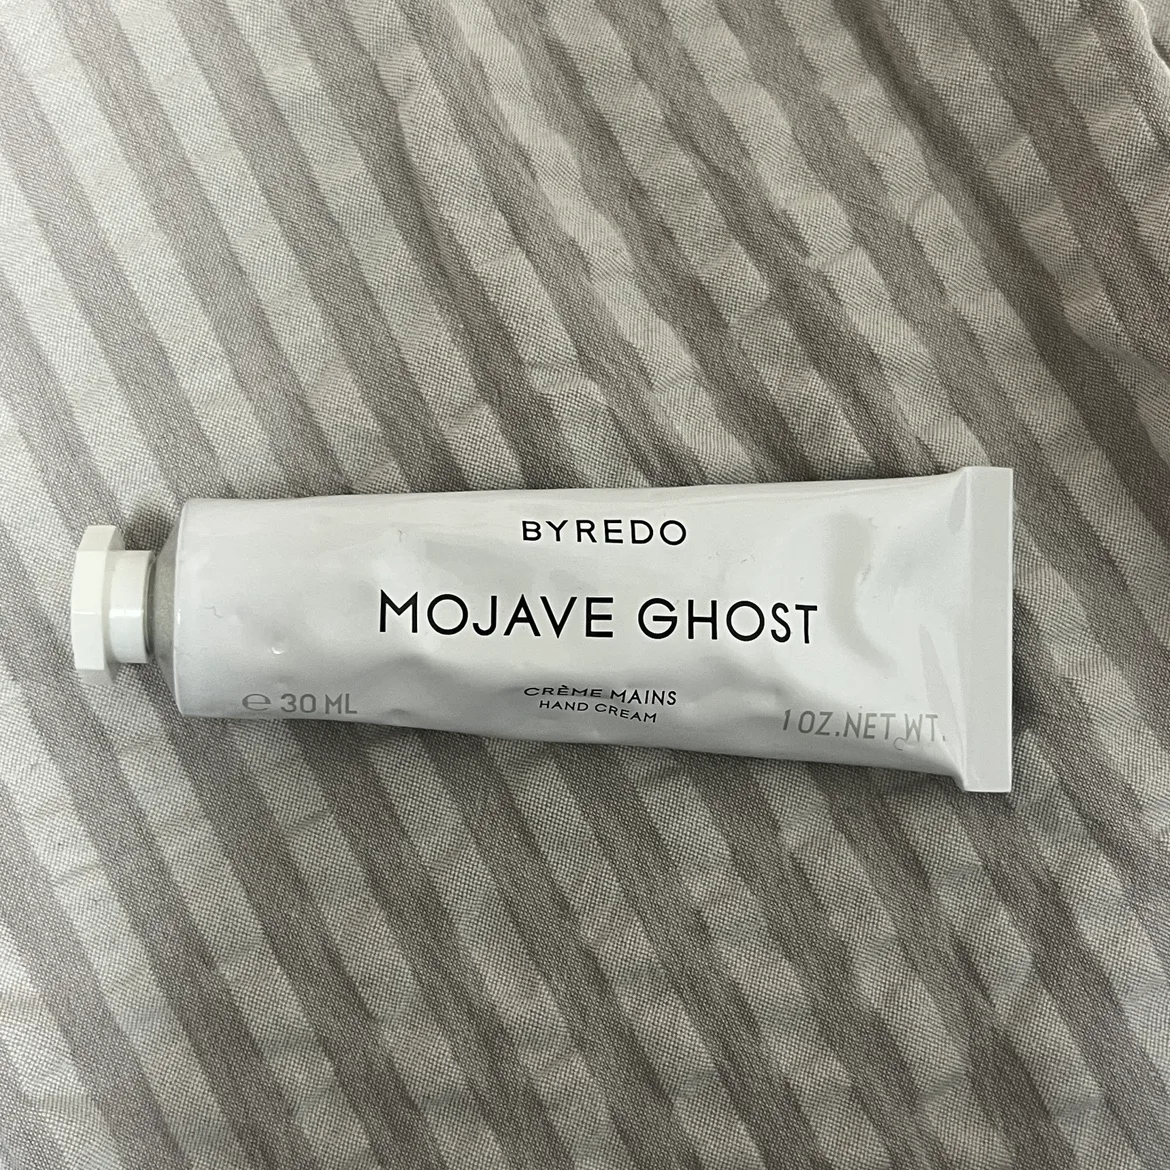 BYREDO
MOJAVE GHOST
CRÈME MAINS
HAND CREAM
℮ 30 ML
1 OZ.NET WT.